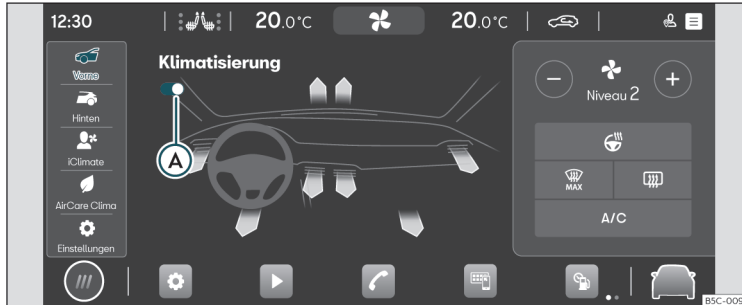 12:30
20.0°C
20.0°C
Klimatisierung
Vorne
Hinten
iClimate
AirCare Clima
Einstellungen
A
Niveau 2
MAX
A/C
B5C-009